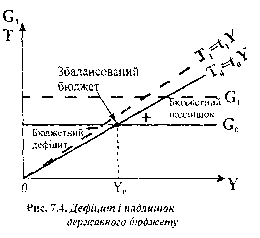 G,
T
T₁=t₁Y
T₀=t₀Y
Збалансований
бюджет
G₁
Бюджетний
надлишок
+
G₀
Бюджетний
дефіцит
–
0
Y
Рис. 7.4. Дефіцит і надлишок
державного бюджету